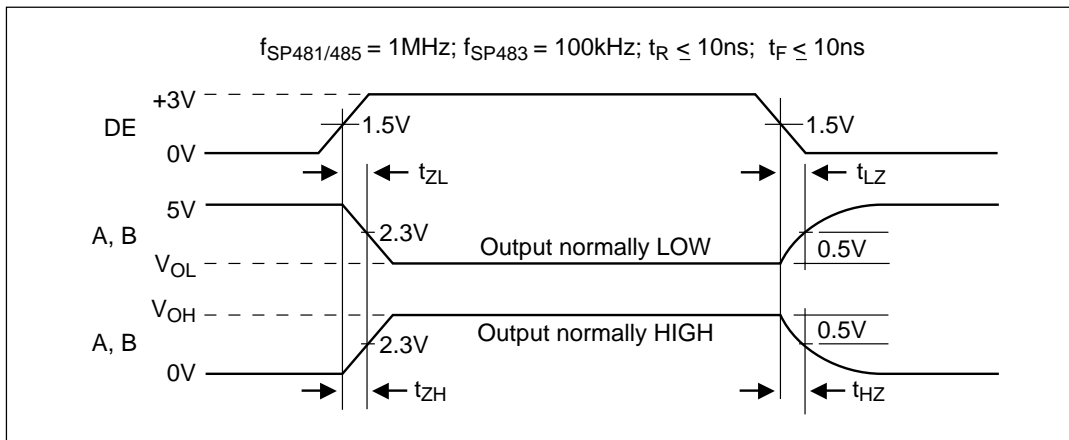 fSP481/485 = 1MHz; fSP483 = 100kHz; tR ≤ 10ns; tF ≤ 10ns
+3V
DE
1.5V
1.5V
0V
tZL
tLZ
5V
A, B
2.3V
Output normally LOW
0.5V
VOL
VOH
A, B
2.3V
Output normally HIGH
0.5V
0V
tZH
tHZ